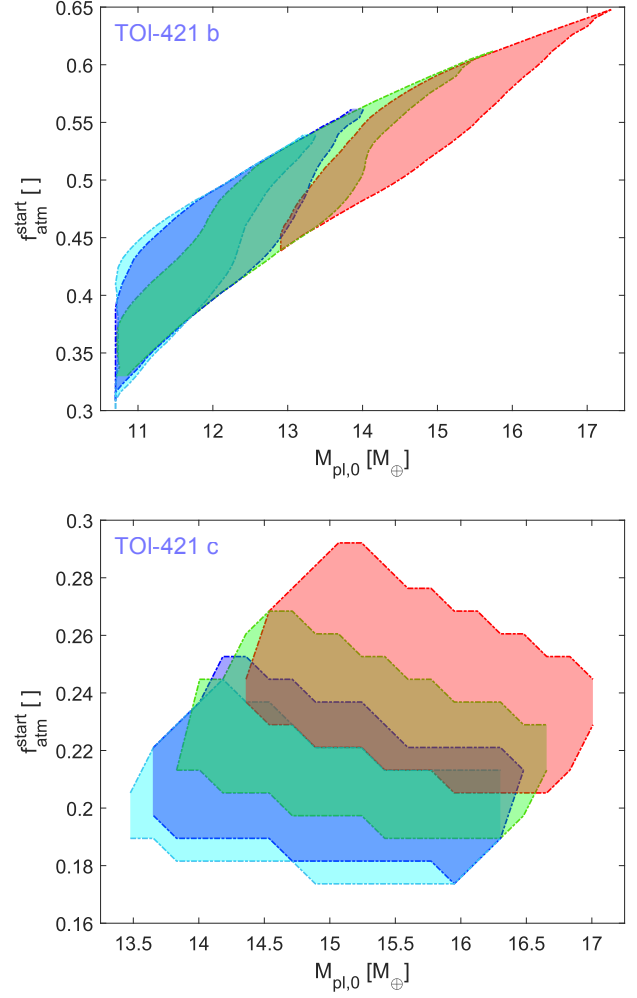 TOI-421 b
0.65
0.6
0.55
0.5
0.45
0.4
0.35
0.3
f_atm^start [ ]
11 12 13 14 15 16 17
M_pl,0 [M_⊕]
TOI-421 c
0.3
0.28
0.26
0.24
0.22
0.2
0.18
0.16
f_atm^start [ ]
13.5 14 14.5 15 15.5 16 16.5 17
M_pl,0 [M_⊕]